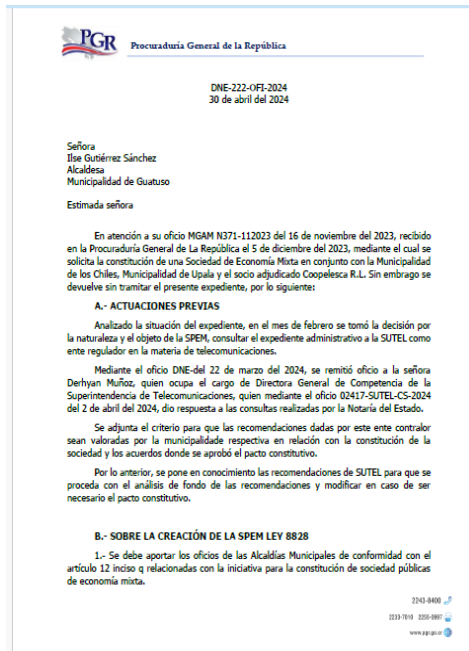 PGR
Procuraduría General de la República
DNE-222-OFI-2024
30 de abril del 2024
Señora
Ilse Gutiérrez Sánchez
Alcaldesa
Municipalidad de Guatuso
Estimada señora
En atención a su oficio MGAM N371-112023 del 16 de noviembre del 2023, recibido
en la Procuraduría General de La República el 5 de diciembre del 2023, mediante el cual se
solicita la constitución de una Sociedad de Economía Mixta en conjunto con la Municipalidad
de los Chiles, Municipalidad de Upala y el socio adjudicado Coopelesca R.L. Sin embrago se
devuelve sin tramitar el presente expediente, por lo siguiente:
A.- ACTUACIONES PREVIAS
Analizado la situación del expediente, en el mes de febrero se tomó la decisión por
la naturaleza y el objeto de la SPEM, consultar el expediente administrativo a la SUTEL como
ente regulador en la materia de telecomunicaciones.
Mediante el oficio DNE-del 22 de marzo del 2024, se remitió oficio a la señora
Derhyan Muñoz, quien ocupa el cargo de Directora General de Competencia de la
Superintendencia de Telecomunicaciones, quien mediante el oficio 02417-SUTEL-CS-2024
del 2 de abril del 2024, dio respuesta a las consultas realizadas por la Notaría del Estado.
Se adjunta el criterio para que las recomendaciones dadas por este ente contralor
sean valoradas por la municipalidade respectiva en relación con la constitución de la
sociedad y los acuerdos donde se aprobó el pacto constitutivo.
Por lo anterior, se pone en conocimiento las recomendaciones de SUTEL para que se
proceda con el análisis de fondo de las recomendaciones y modificar en caso de ser
necesario el pacto constitutivo.
B.- SOBRE LA CREACIÓN DE LA SPEM LEY 8828
1.- Se debe aportar los oficios de las Alcaldías Municipales de conformidad con el
artículo 12 inciso q relacionadas con la iniciativa para la constitución de sociedad públicas
de economía mixta.
2243-8400
2233-7010 2255-0997
www.pgr.go.cr